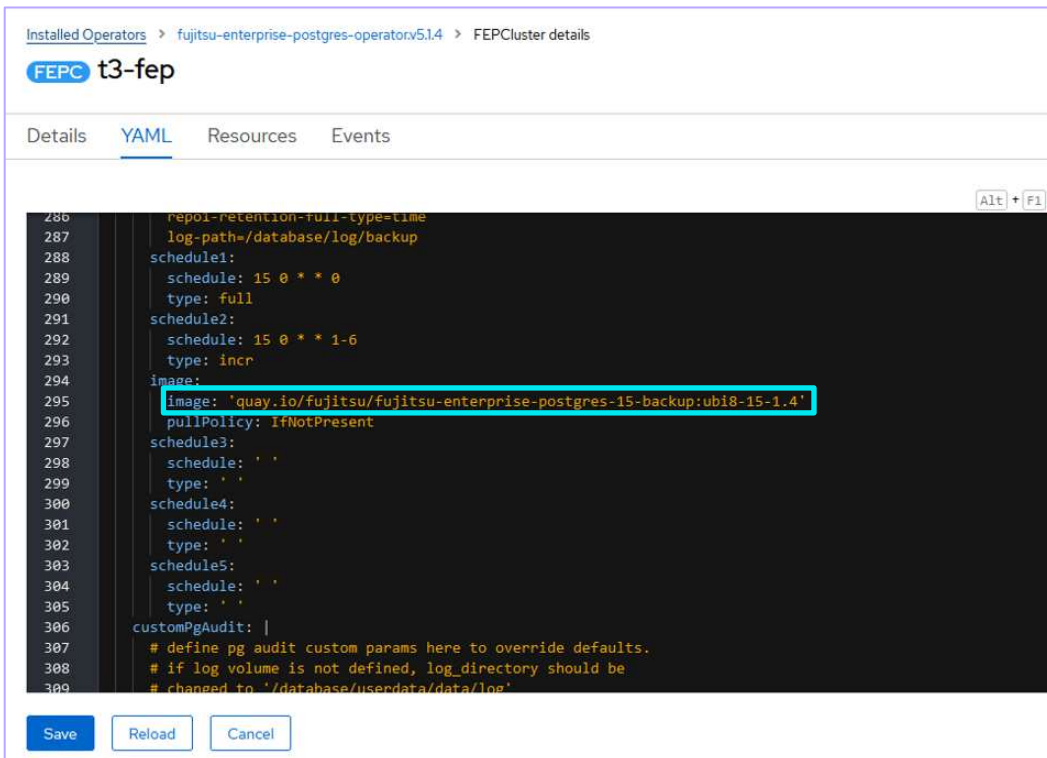 Installed Operators > fujitsu-enterprise-postgres-operator.v5.1.4 > FEPCluster details
FEPC t3-fep
Details YAML Resources Events
Alt + F1
286 repo1-retention-full-type=time
287 log-path=/database/log/backup
288 schedule1:
289 schedule: 15 0 * * 0
290 type: full
291 schedule2:
292 schedule: 15 0 * * 1-6
293 type: incr
294 image:
295 image: 'quay.io/fujitsu/fujitsu-enterprise-postgres-15-backup:ubi8-15-1.4'
296 pullPolicy: IfNotPresent
297 schedule3:
298 schedule: ' '
299 type: ' '
300 schedule4:
301 schedule: ' '
302 type: ' '
303 schedule5:
304 schedule: ' '
305 type: ' '
306 customPgAudit: |
307 # define pg audit custom params here to override defaults.
308 # if log volume is not defined, log_directory should be
309 # changed to '/database/userdata/data/log'
Save Reload Cancel